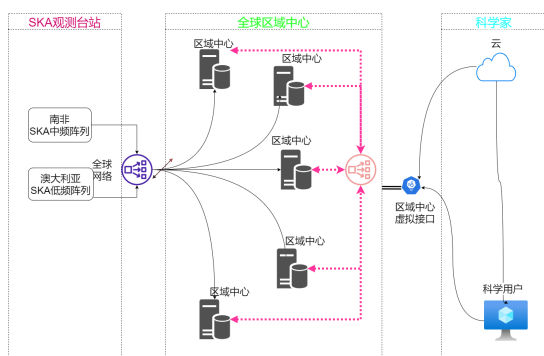 SKA观测台站
全球区域中心
科学家
区域中心
区域中心
云
南非
SKA中频阵列
全球
网络
澳大利亚
SKA低频阵列
区域中心
区域中心
虚拟接口
区域中心
区域中心
科学用户